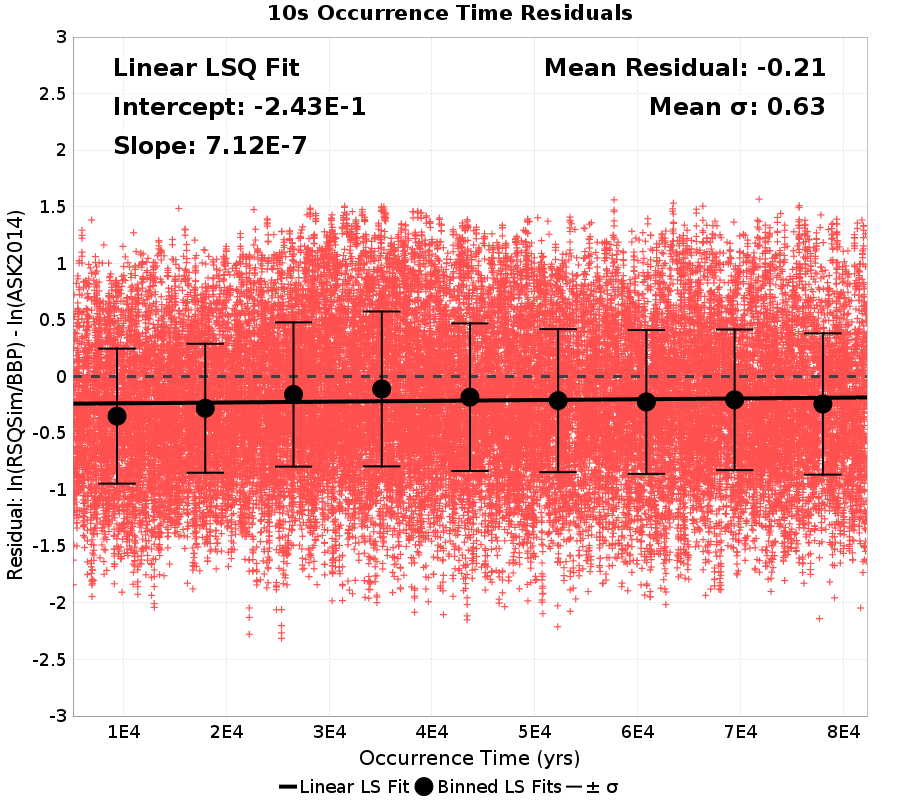 10s Occurrence Time Residuals
Linear LSQ Fit
Intercept: -2.43E-1
Slope: 7.12E-7
Mean Residual: -0.21
Mean σ: 0.63
Residual: ln(RSQSim/BBP) - ln(ASK2014)
3
2.5
2
1.5
1
0.5
0
-0.5
-1
-1.5
-2
-2.5
-3
1E4 2E4 3E4 4E4 5E4 6E4 7E4 8E4
Occurrence Time (yrs)
Linear LS Fit Binned LS Fits ± σ